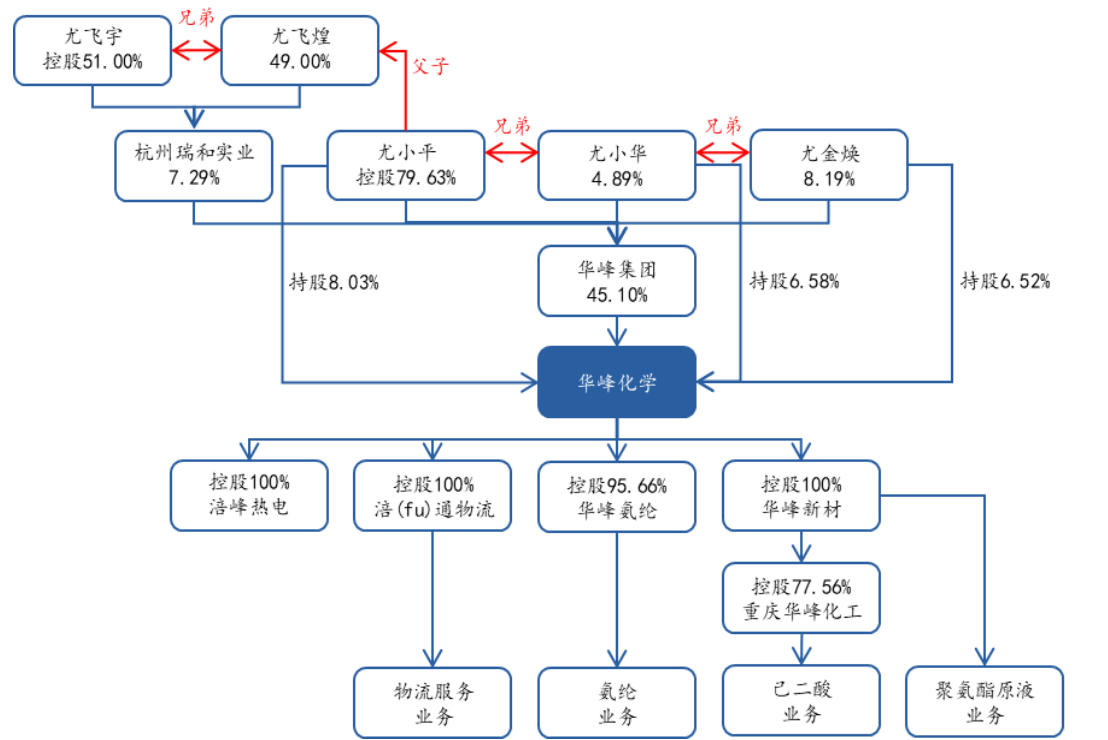 兄弟
尤飞宇
控股51.00%
尤飞煌
49.00%
父子
杭州瑞和实业
7.29%
尤小平
控股79.63%
兄弟
尤小华
4.89%
兄弟
尤金焕
8.19%
持股8.03%
华峰集团
45.10%
持股6.58%
持股6.52%
华峰化学
控股100%
涪峰热电
控股100%
涪(fu)通物流
控股95.66%
华峰氨纶
控股100%
华峰新材
控股77.56%
重庆华峰化工
物流服务
业务
氨纶
业务
己二酸
业务
聚氨酯原液
业务